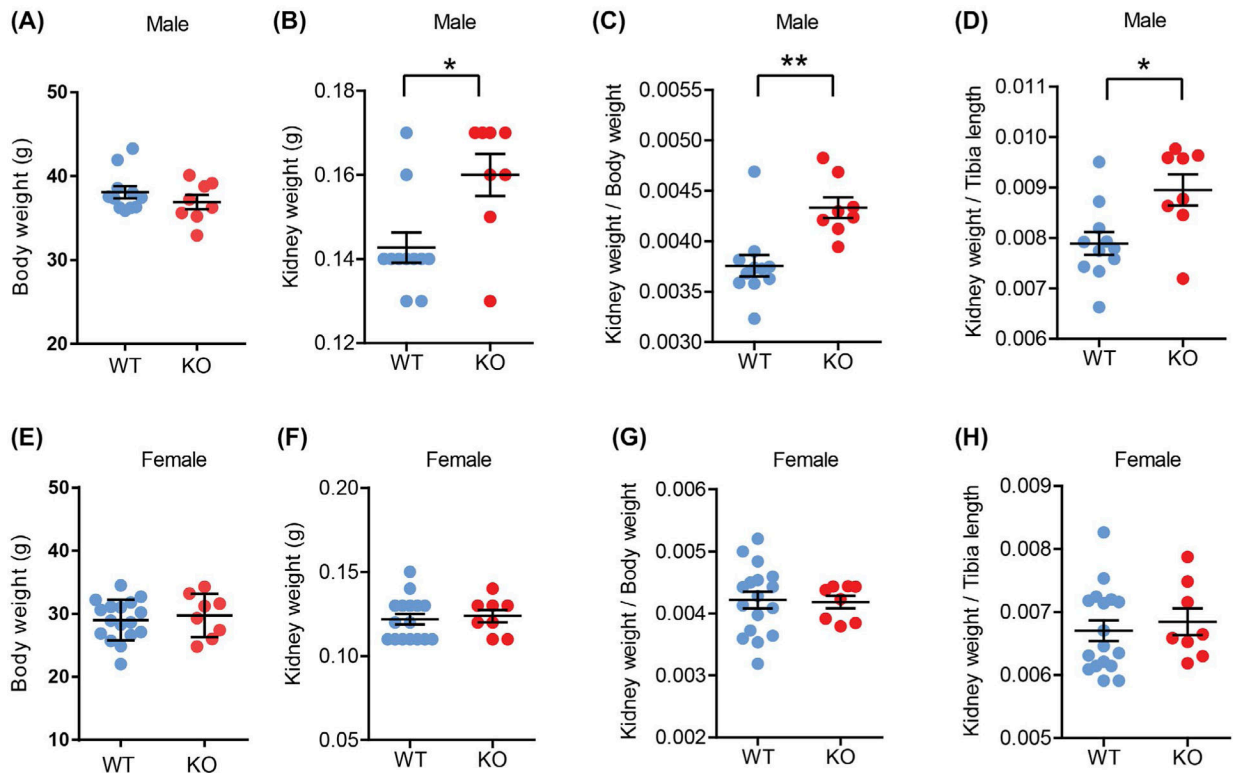 (A)
Male
Body weight (g)
50
40
30
20
WT
KO
(B)
Male
*
Kidney weight (g)
0.18
0.16
0.14
0.12
WT
KO
(C)
Male
**
Kidney weight / Body weight
0.0055
0.0050
0.0045
0.0040
0.0035
0.0030
WT
KO
(D)
Male
*
Kidney weight / Tibia length
0.011
0.010
0.009
0.008
0.007
0.006
WT
KO
(E)
Female
Body weight (g)
50
40
30
20
10
WT
KO
(F)
Female
Kidney weight (g)
0.20
0.15
0.10
0.05
WT
KO
(G)
Female
Kidney weight / Body weight
0.006
0.005
0.004
0.003
0.002
WT
KO
(H)
Female
Kidney weight / Tibia length
0.009
0.008
0.007
0.006
0.005
WT
KO